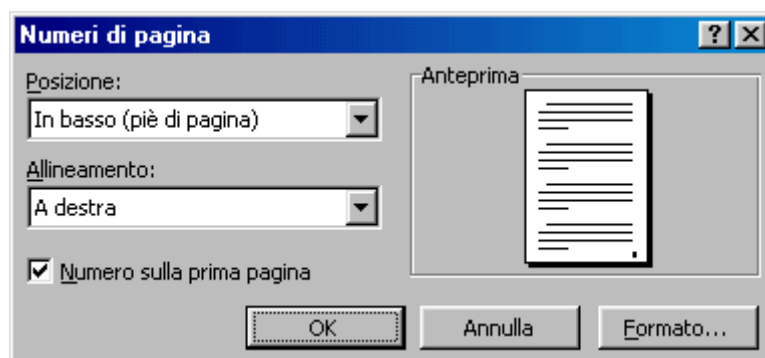 Numeri di pagina
Posizione:
In basso (piè di pagina)
Allineamento:
A destra
Numero sulla prima pagina
Anteprima
OK
Annulla
Formato...